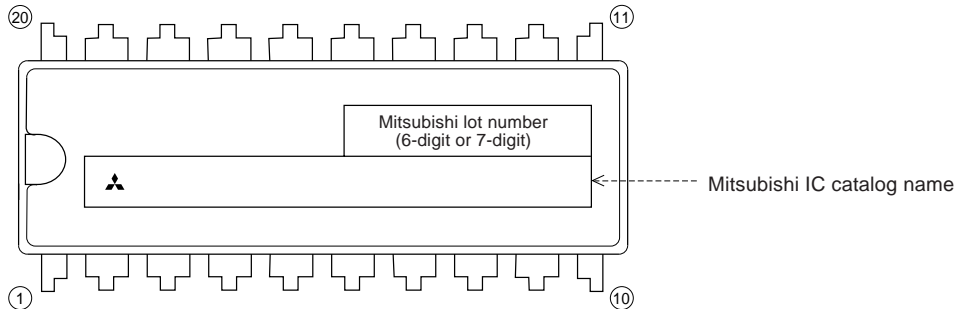 20
11
Mitsubishi lot number
(6-digit or 7-digit)
Mitsubishi IC catalog name
1
10